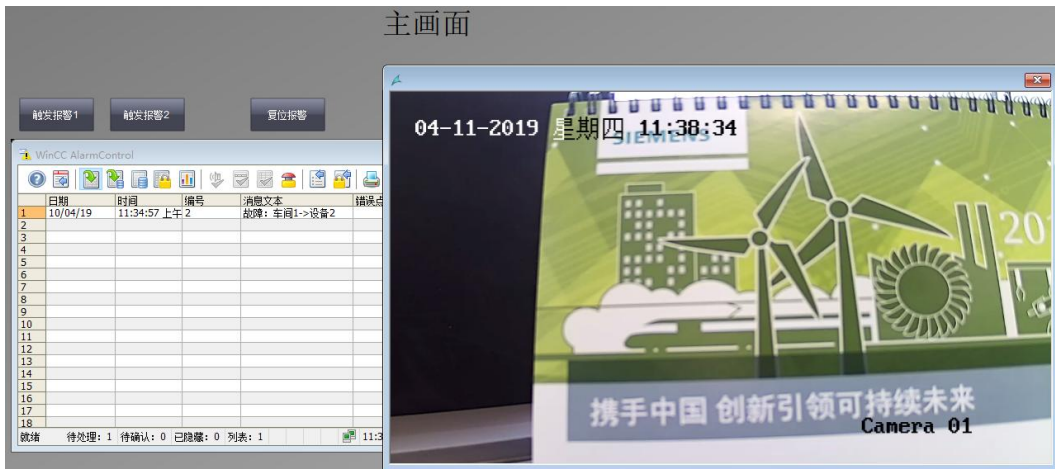 主画面
触发报警1 触发报警2 复位报警
WinCC AlarmControl
日期 时间 编号 消息文本
1 10/04/19 11:34:57 上午 2 故障：车间1->设备2
2
3
4
5
6
7
8
9
10
11
12
13
14
15
16
17
18
就绪 待处理：1 待确认：0 已隐藏：0 列表：1
04-11-2019 星期四 11:38:34
SIEMENS
201
携手中国 创新引领可持续未来
Camera 01